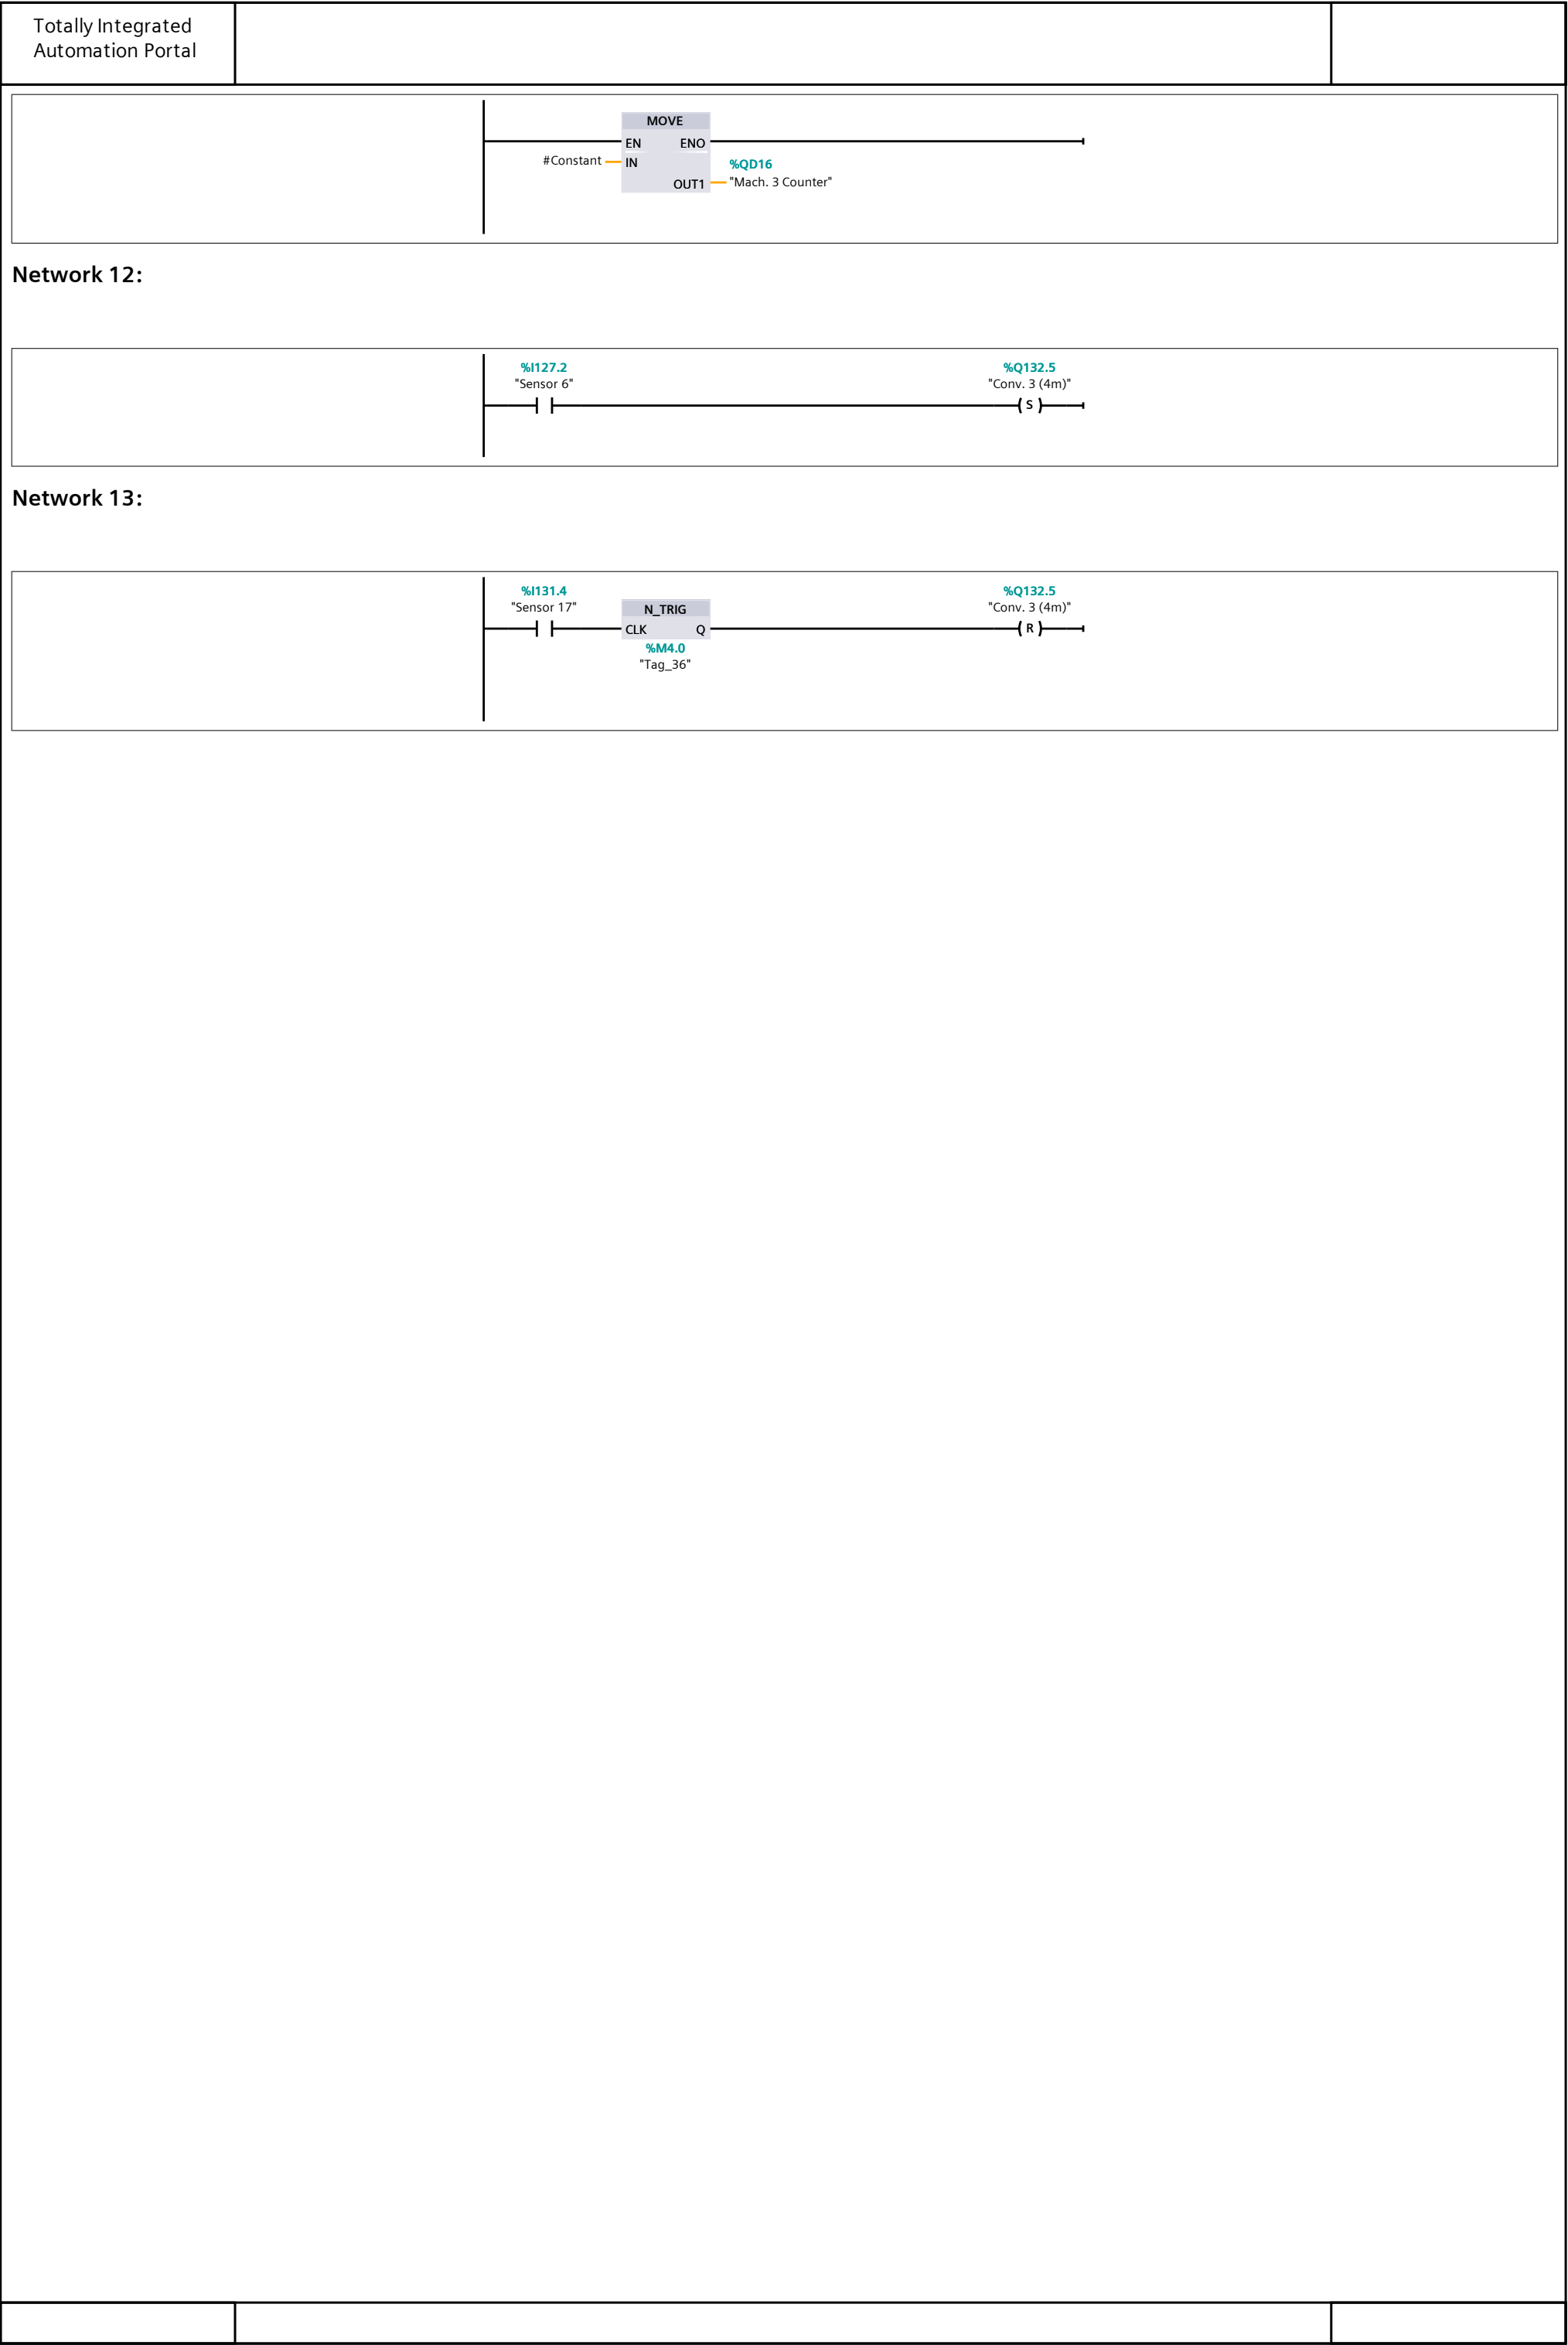 Totally Integrated
Automation Portal
MOVE
EN ENO
#Constant IN
%QD16
OUT1 "Mach. 3 Counter"
Network 12:
%I127.2 %Q132.5
"Sensor 6" "Conv. 3 (4m)"
S
Network 13:
%I131.4 %Q132.5
"Sensor 17" N_TRIG "Conv. 3 (4m)"
CLK Q R
%M4.0
"Tag_36"